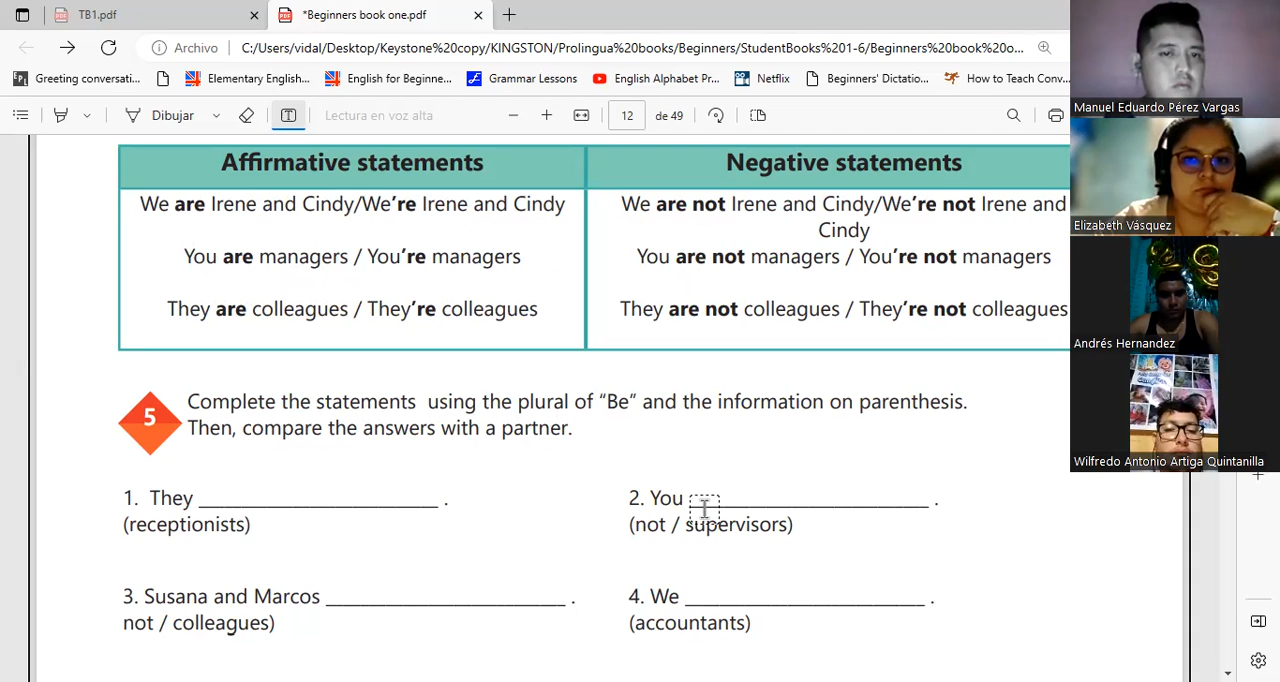 TB1.pdf
*Beginners book one.pdf
Archivo
C:/Users/vidal/Desktop/Keystone%20copy/KINGSTON/Prolingua%20books/Beginners/StudentBooks%201-6/Beginners%20book%20o...
Greeting conversati...
Elementary English...
English for Beginne...
Grammar Lessons
English Alphabet Pr...
Netflix
Beginners' Dictatio...
How to Teach Conv...
Dibujar
Lectura en voz alta
12
de 49
Manuel Eduardo Pérez Vargas
Elizabeth Vásquez
Andrés Hernandez
Wilfredo Antonio Artiga Quintanilla
Affirmative statements
We are Irene and Cindy/We're Irene and Cindy
You are managers / You're managers
They are colleagues / They're colleagues
Negative statements
We are not Irene and Cindy/We're not Irene and
Cindy
You are not managers / You're not managers
They are not colleagues / They're not colleagues
5
Complete the statements using the plural of “Be” and the information on parenthesis.
Then, compare the answers with a partner.
1. They ________________________ .
(receptionists)
2. You ________________________ .
(not / supervisors)
3. Susana and Marcos ________________________ .
not / colleagues)
4. We ________________________ .
(accountants)